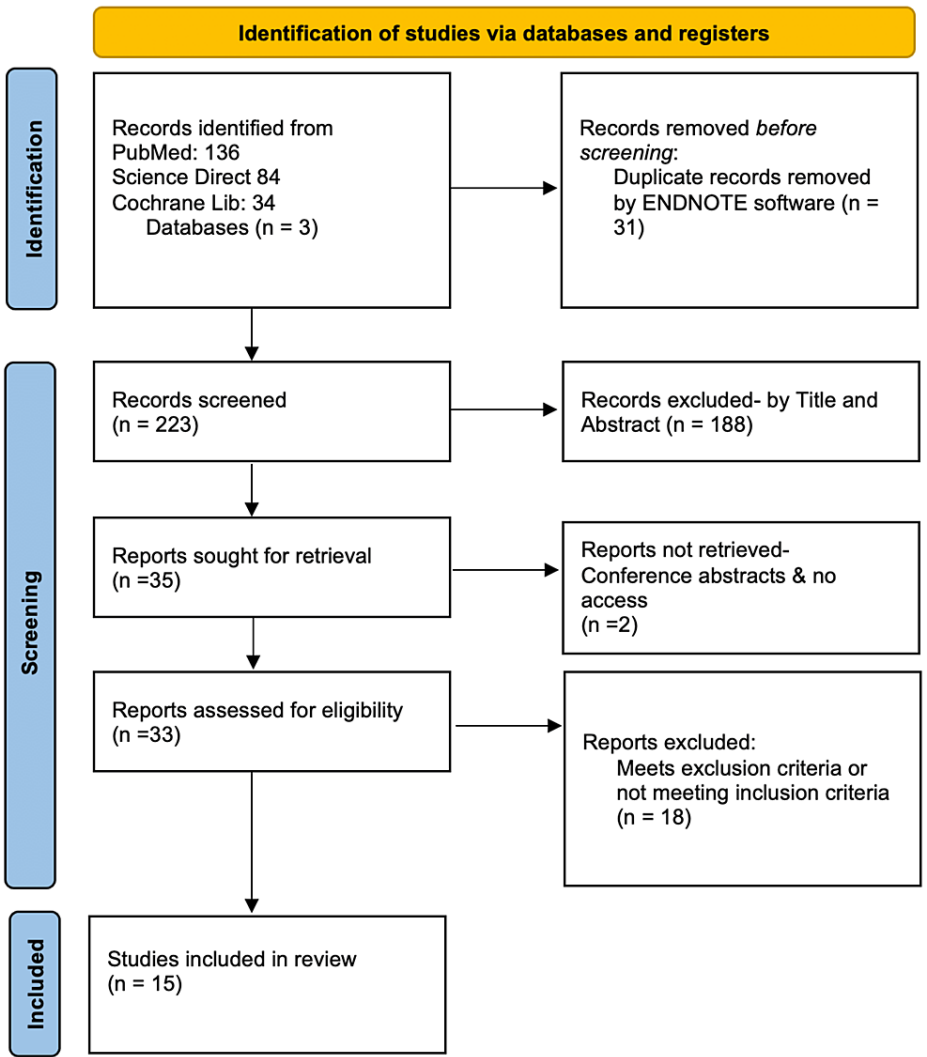 Identification of studies via databases and registers
Identification
Records identified from
PubMed: 136
Science Direct 84
Cochrane Lib: 34
Databases (n = 3)
Records removed before
screening:
Duplicate records removed
by ENDNOTE software (n =
31)
Screening
Records screened
(n = 223)
Records excluded- by Title and
Abstract (n = 188)
Reports sought for retrieval
(n =35)
Reports not retrieved-
Conference abstracts & no
access
(n =2)
Reports assessed for eligibility
(n =33)
Reports excluded:
Meets exclusion criteria or
not meeting inclusion criteria
(n = 18)
Included
Studies included in review
(n = 15)